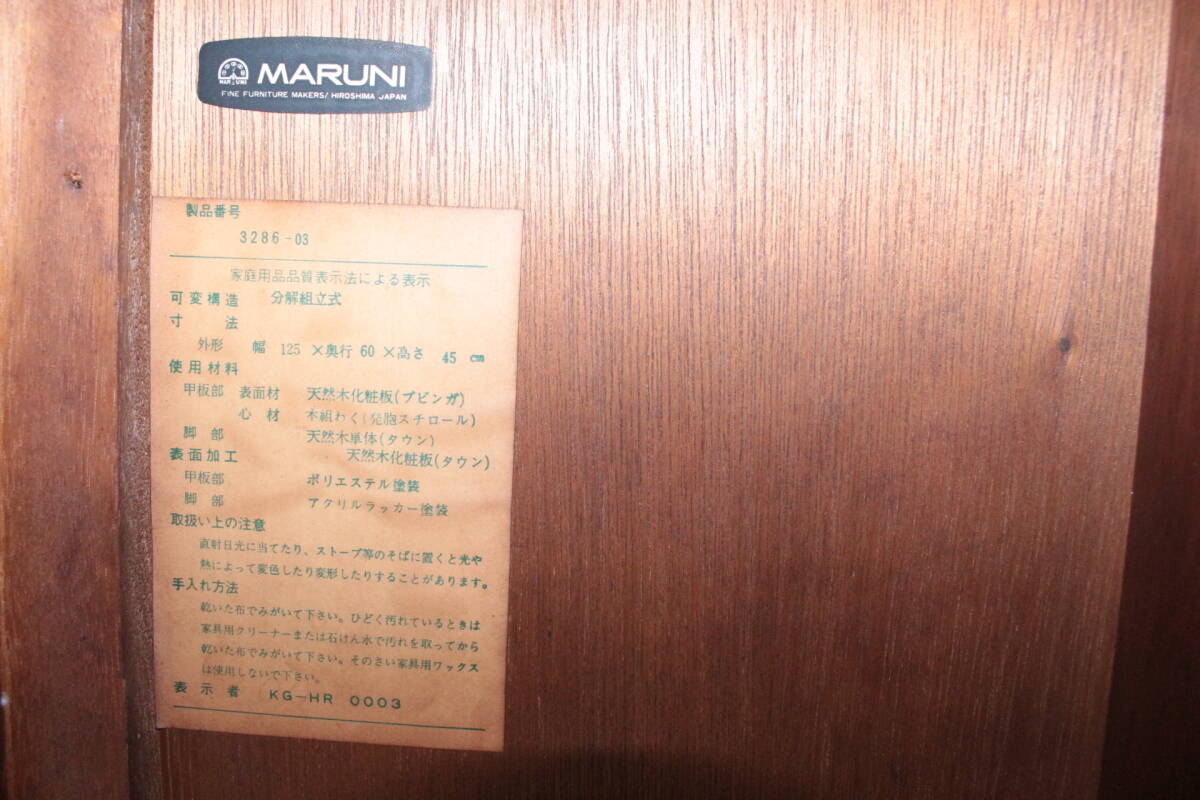 MARUNI
MARUNI
FINE FURNITURE MAKERS/HIROSHIMA JAPAN
製品番号
3286-03
家庭用品品質表示法による表示
可変構造 分解組立式
寸法
外形 幅 125 ×奥行 60 ×高さ 45 cm
使用材料
甲板部 表面材 天然木化粧板(ブビンガ)
心材 木組わく(発胞スチロール)
脚部 天然木単体(タウン)
表面加工 天然木化粧板(タウン)
甲板部 ポリエステル塗装
脚部 アクリルラッカー塗装
取扱い上の注意
直射日光に当てたり、ストーブ等のそばに置くと光や
熱によって変色したり変形したりすることがあります。
手入れ方法
乾いた布でみがいて下さい。ひどく汚れているときは
家具用クリーナーまたは石けん水で汚れを取ってから
乾いた布でみがいて下さい。そのさい家具用ワックス
は使用しないで下さい。
表示者 KG-HR 0003